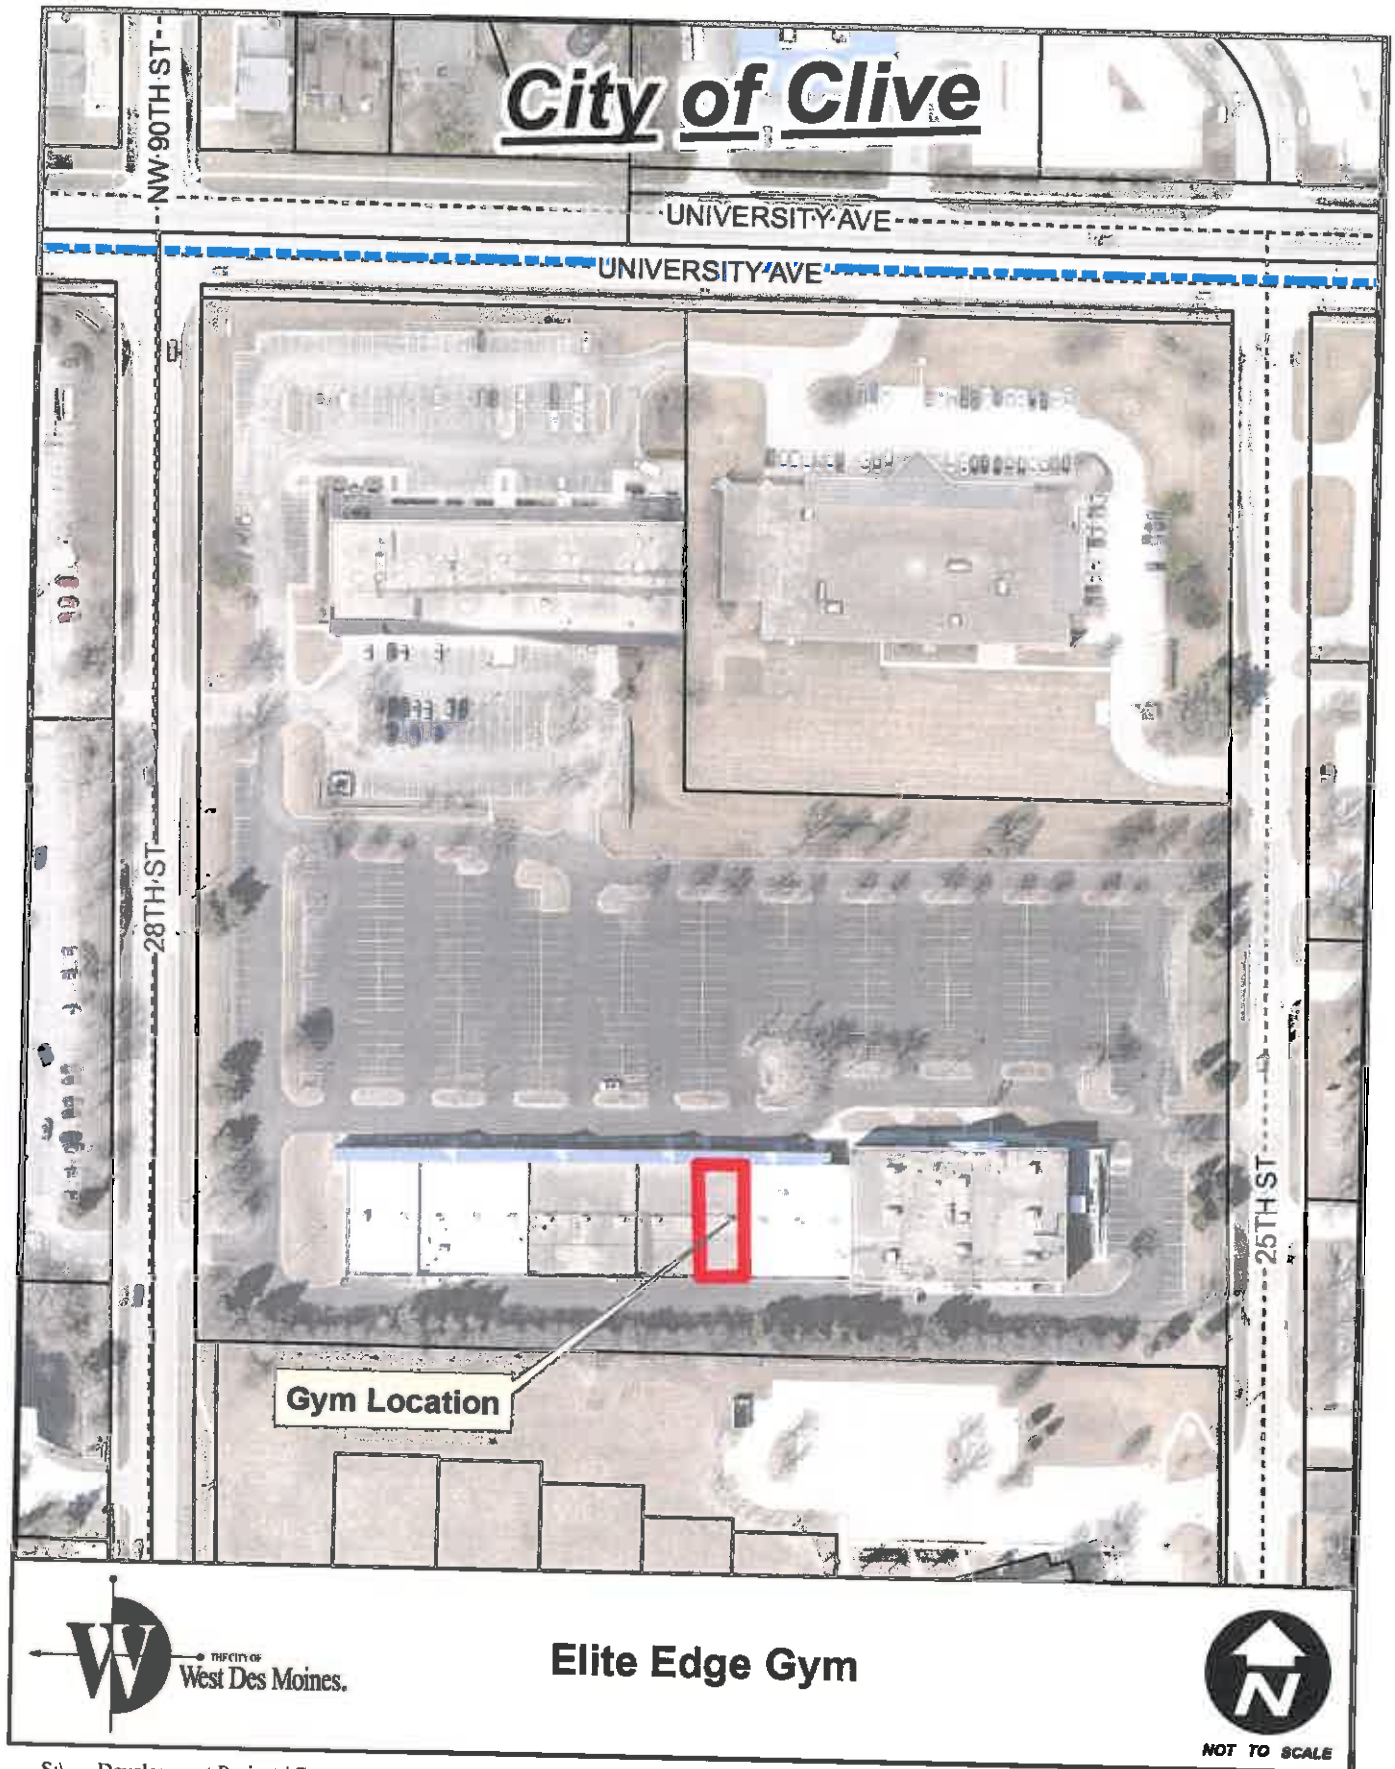 City of Clive
NW 90TH ST
UNIVERSITY AVE
UNIVERSITY AVE
28TH ST
25TH ST
Gym Location
THE CITY OF
West Des Moines.
Elite Edge Gym
N
NOT TO SCALE